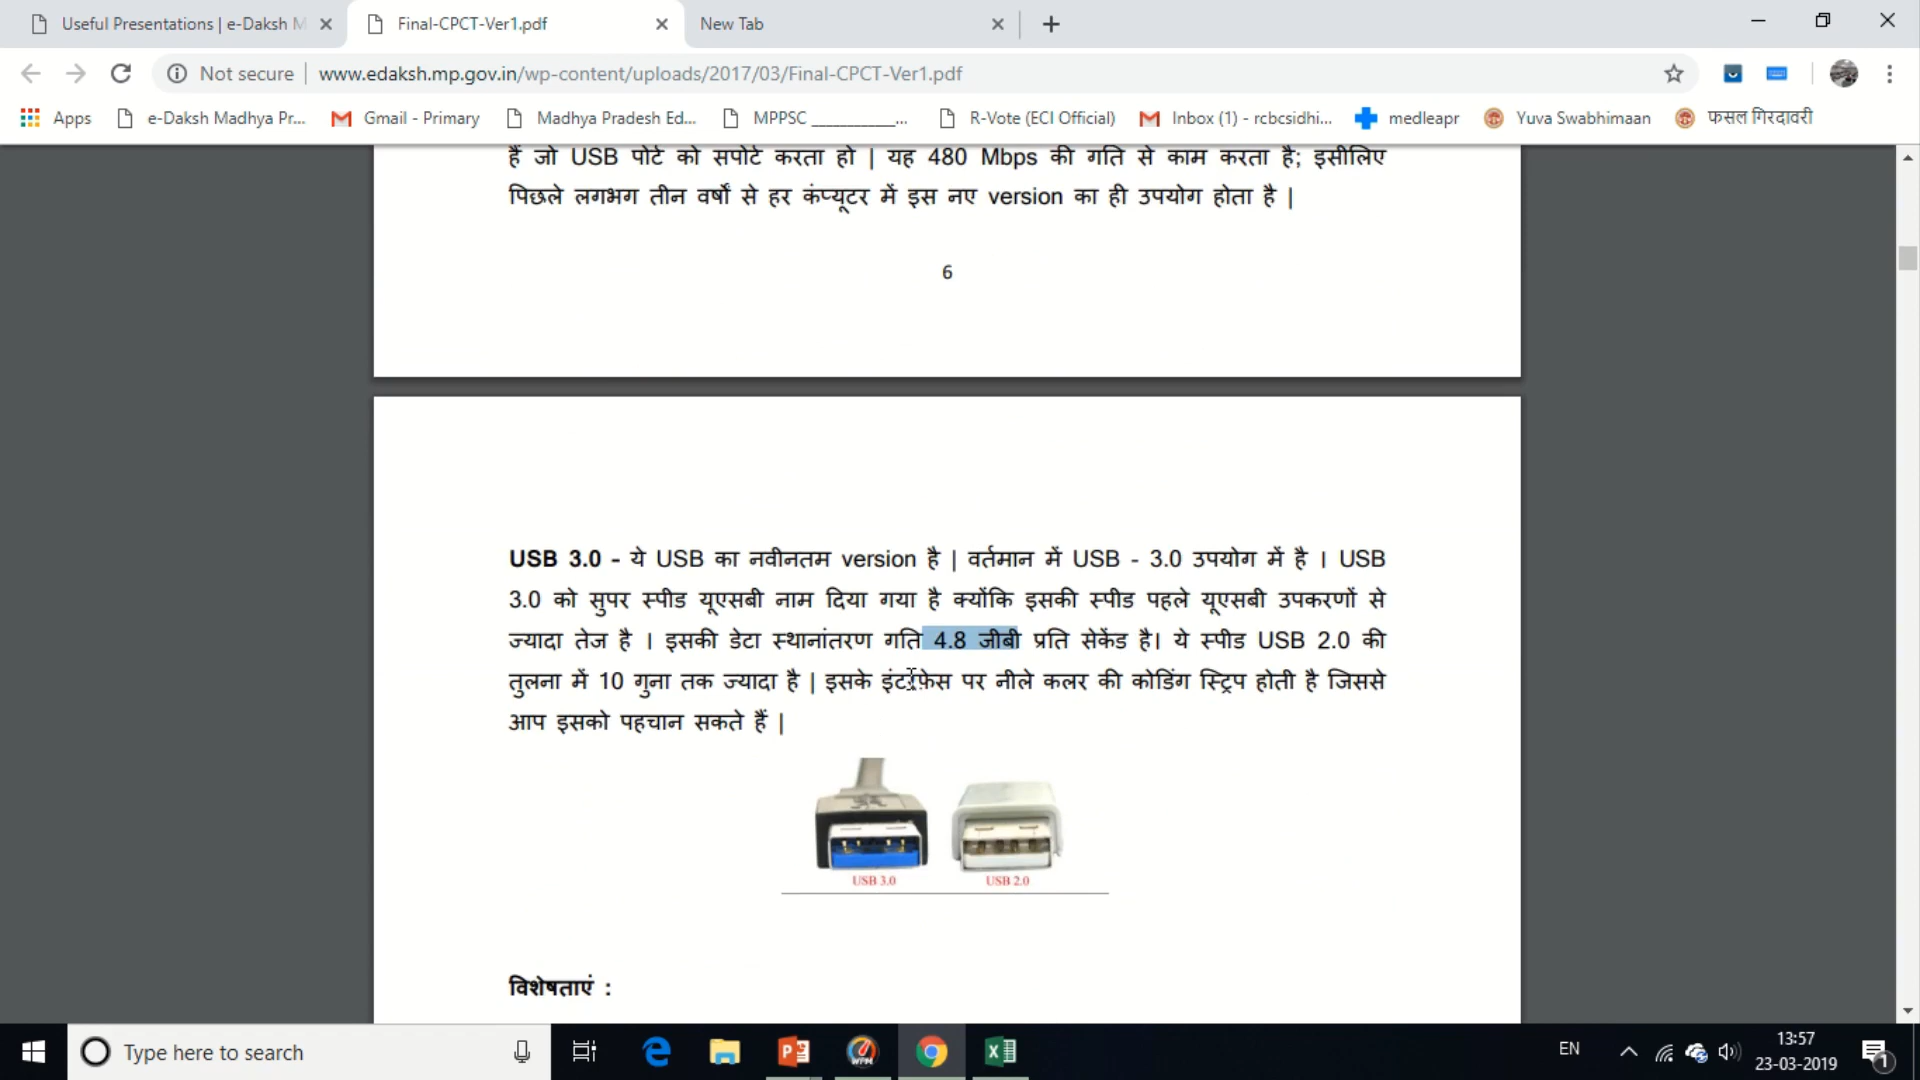 Useful Presentations | e-Daksh M
Final-CPCT-Ver1.pdf
New Tab
Not secure
www.edaksh.mp.gov.in/wp-content/uploads/2017/03/Final-CPCT-Ver1.pdf
Apps
e-Daksh Madhya Pr...
Gmail - Primary
Madhya Pradesh Ed...
MPPSC ___________...
R-Vote (ECI Official)
Inbox (1) - rcbcsidhi...
medleapr
Yuva Swabhimaan
फसल गिरदावरी
हैं जो USB पोर्ट को सपोर्ट करता हो | यह 480 Mbps की गति से काम करता है; इसीलिए
पिछले लगभग तीन वर्षों से हर कंप्यूटर में इस नए version का ही उपयोग होता है |
6
USB 3.0 - ये USB का नवीनतम version है | वर्तमान में USB - 3.0 उपयोग में है । USB
3.0 को सुपर स्पीड यूएसबी नाम दिया गया है क्योंकि इसकी स्पीड पहले यूएसबी उपकरणों से
ज्यादा तेज है । इसकी डेटा स्थानांतरण गति 4.8 जीबी प्रति सेकेंड है। ये स्पीड USB 2.0 की
तुलना में 10 गुना तक ज्यादा है | इसके इंटरफ़ेस पर नीले कलर की कोडिंग स्ट्रिप होती है जिससे
आप इसको पहचान सकते हैं |
USB 3.0
USB 2.0
विशेषताएं :
Type here to search
WPM
EN
13:57
23-03-2019
1